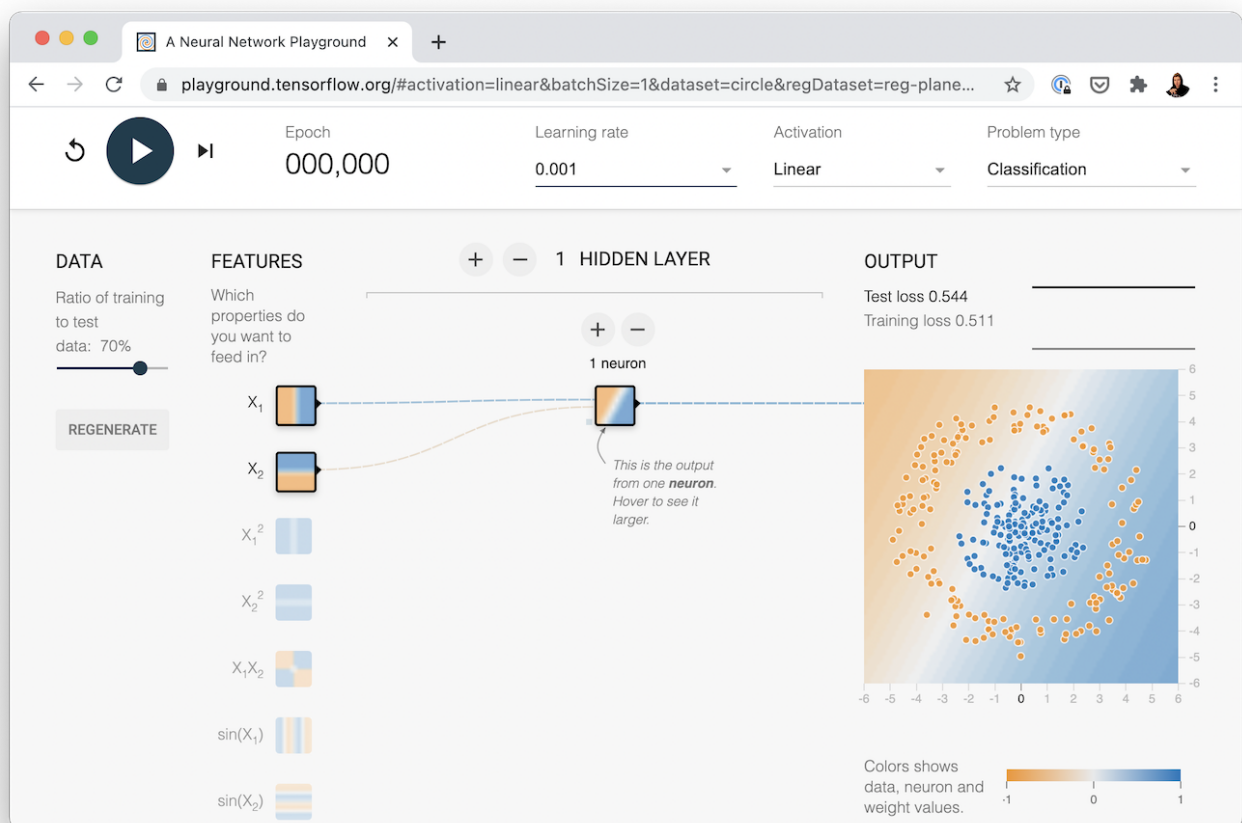 A Neural Network Playground
playground.tensorflow.org/#activation=linear&batchSize=1&dataset=circle&regDataset=reg-plane...
Epoch
000,000
Learning rate
0.001
Activation
Linear
Problem type
Classification
DATA
Ratio of training
to test
data: 70%
REGENERATE
FEATURES
Which
properties do
you want to
feed in?
X1
X2
X1²
X2²
X1X2
sin(X1)
sin(X2)
1 HIDDEN LAYER
1 neuron
This is the output
from one neuron.
Hover to see it
larger.
OUTPUT
Test loss 0.544
Training loss 0.511
6
5
4
3
2
1
0
-1
-2
-3
-4
-5
-6
-6 -5 -4 -3 -2 -1 0 1 2 3 4 5 6
Colors shows
data, neuron and
weight values.
-1 0 1